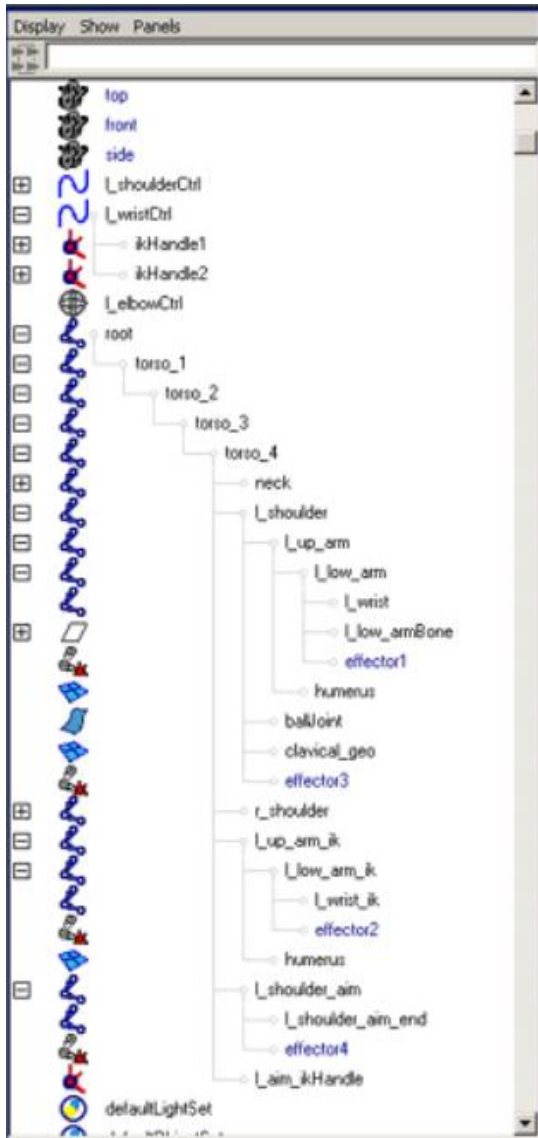 Display Show Panels
top
front
side
l_shoulderCtrl
l_wristCtrl
ikHandle1
ikHandle2
l_elbowCtrl
root
torso_1
torso_2
torso_3
torso_4
neck
l_shoulder
l_up_arm
l_low_arm
l_wrist
l_low_armBone
effector1
humerus
ballJoint
clavical_geo
effector3
r_shoulder
l_up_arm_ik
l_low_arm_ik
l_wrist_ik
effector2
humerus
l_shoulder_aim
l_shoulder_aim_end
effector4
l_aim_ikHandle
defaultLightSet